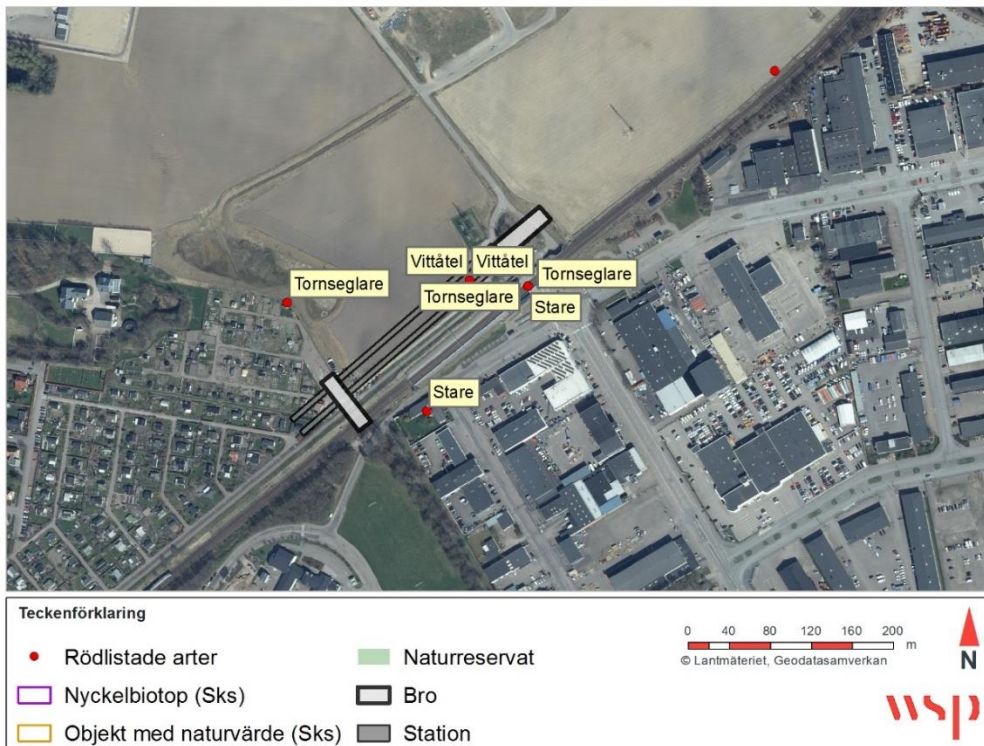 Vittåtel Vittåtel
Tornseglare
Tornseglare
Tornseglare
Stare
Stare
Teckenförklaring
Rödlistade arter
Nyckelbiotop (Sks)
Objekt med naturvärde (Sks)
Naturreservat
Bro
Station
0 40 80 120 160 200
m
© Lantmäteriet, Geodatasamverkan
N
wsp